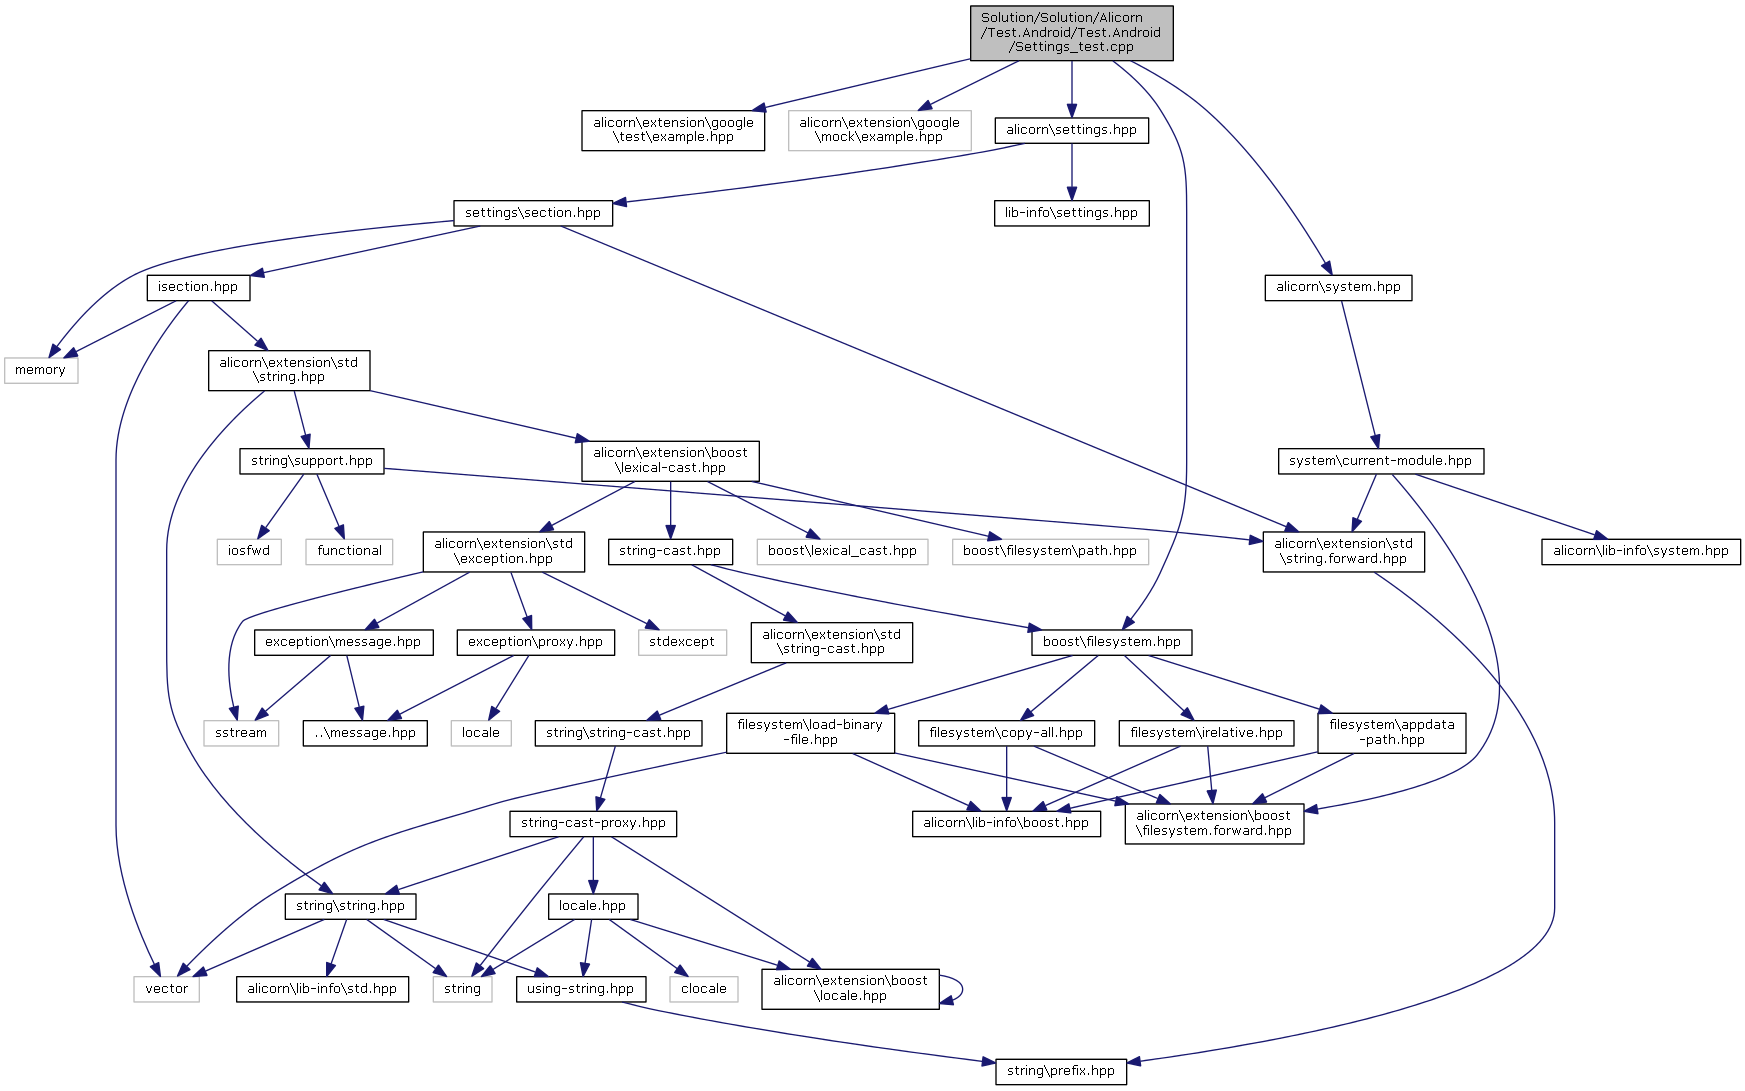 Solution/Solution/Alicorn
/Test.Android/Test.Android
/Settings_test.cpp
alicorn\extension\google
\test\example.hpp
alicorn\extension\google
\mock\example.hpp
alicorn\settings.hpp
settings\section.hpp
lib-info\settings.hpp
isection.hpp
alicorn\system.hpp
memory
alicorn\extension\std
\string.hpp
string\support.hpp
alicorn\extension\boost
\lexical-cast.hpp
system\current-module.hpp
iosfwd
functional
alicorn\extension\std
\exception.hpp
string-cast.hpp
boost\lexical_cast.hpp
boost\filesystem\path.hpp
alicorn\extension\std
\string.forward.hpp
alicorn\lib-info\system.hpp
exception\message.hpp
exception\proxy.hpp
stdexcept
alicorn\extension\std
\string-cast.hpp
boost\filesystem.hpp
sstream
..\message.hpp
locale
string\string-cast.hpp
filesystem\load-binary
-file.hpp
filesystem\copy-all.hpp
filesystem\irelative.hpp
filesystem\appdata
-path.hpp
string-cast-proxy.hpp
alicorn\lib-info\boost.hpp
alicorn\extension\boost
\filesystem.forward.hpp
string\string.hpp
locale.hpp
vector
alicorn\lib-info\std.hpp
string
using-string.hpp
clocale
alicorn\extension\boost
\locale.hpp
string\prefix.hpp